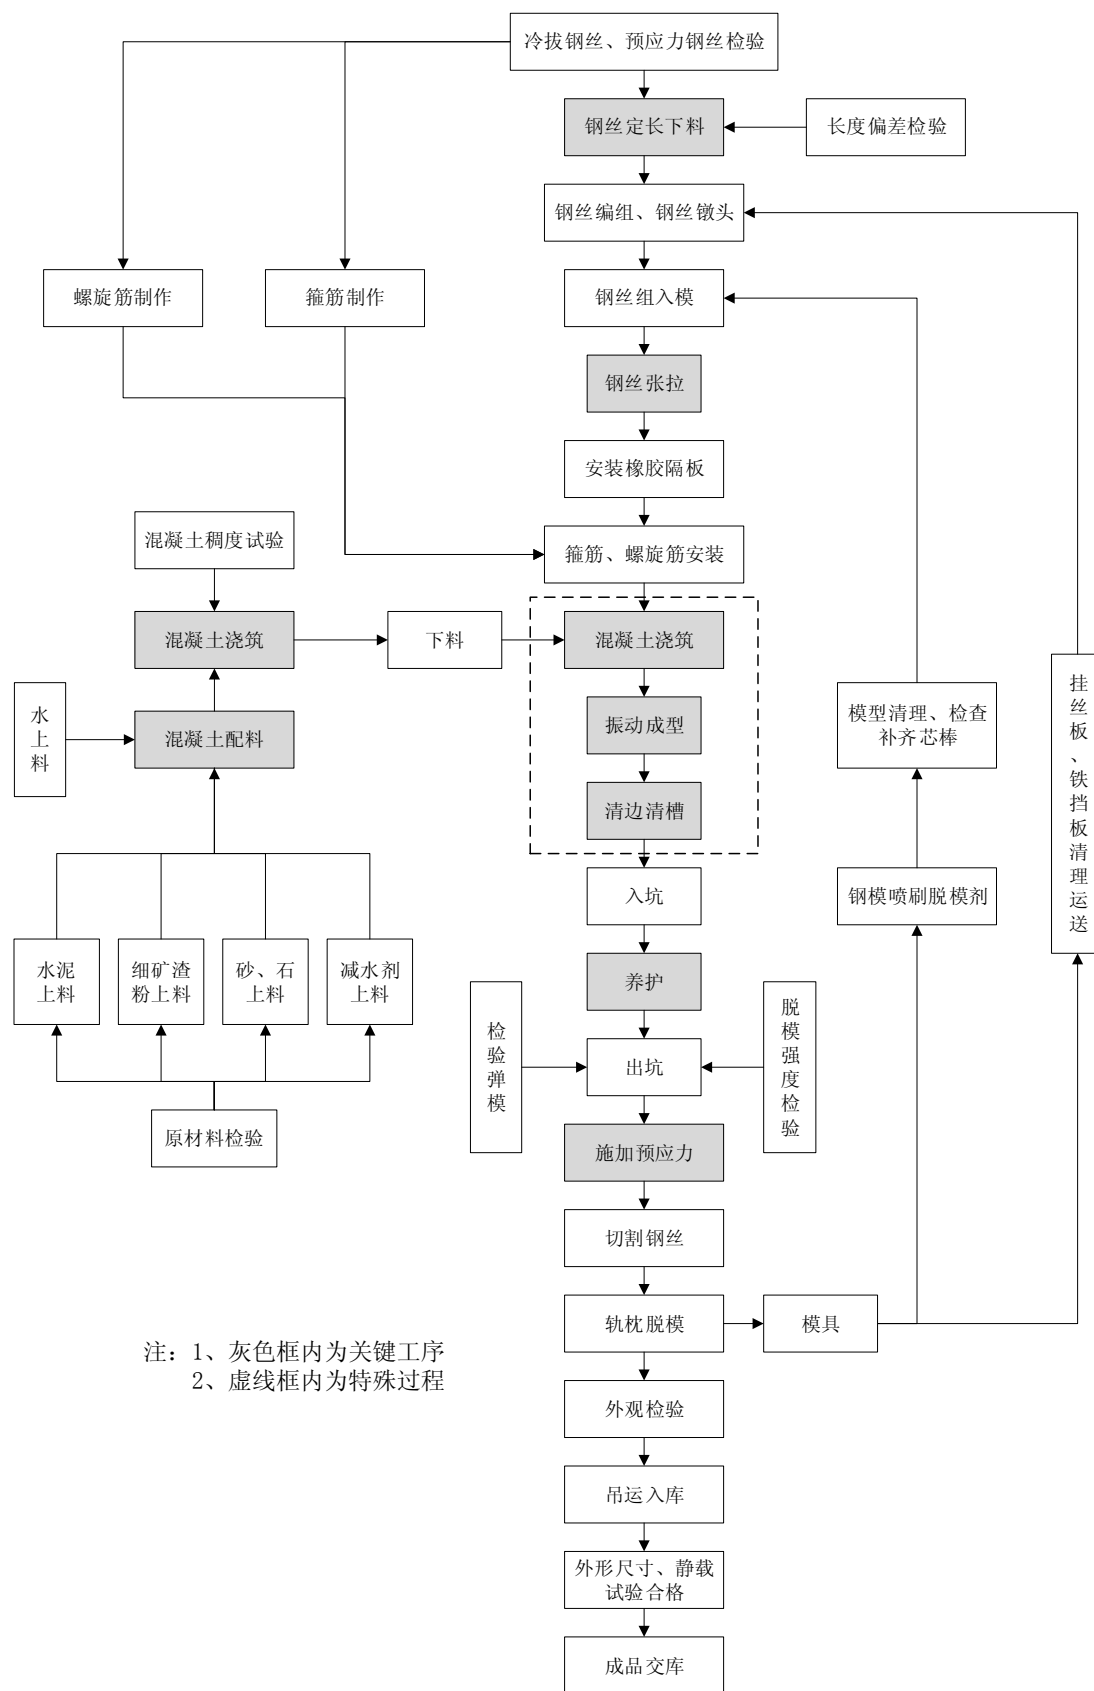 冷拔钢丝、预应力钢丝检验
钢丝定长下料
长度偏差检验
钢丝编组、钢丝镦头
螺旋筋制作
箍筋制作
钢丝组入模
钢丝张拉
安装橡胶隔板
混凝土稠度试验
箍筋、螺旋筋安装
混凝土浇筑
下料
混凝土浇筑
水上料
混凝土配料
振动成型
模型清理、检查
补齐芯棒
挂丝板、铁挡板清理运送
清边清槽
入坑
钢模喷刷脱模剂
水泥
上料
细矿渣
粉上料
砂、石
上料
减水剂
上料
养护
检验弹模
出坑
脱模强度检验
原材料检验
施加预应力
切割钢丝
轨枕脱模
模具
注：1、灰色框内为关键工序
2、虚线框内为特殊过程
外观检验
吊运入库
外形尺寸、静载
试验合格
成品交库